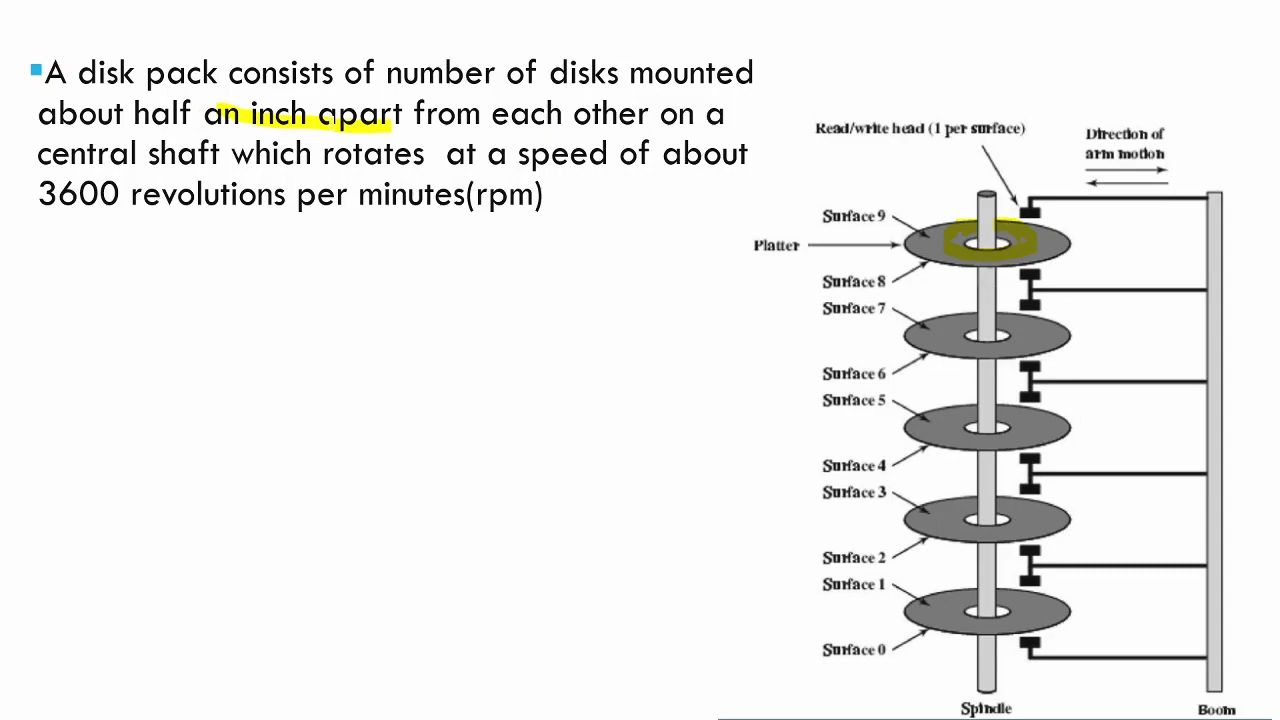 ▪A disk pack consists of number of disks mounted
about half an inch apart from each other on a
central shaft which rotates at a speed of about
3600 revolutions per minutes(rpm)
Read/write head (1 per surface)
Direction of
arm motion
Surface 9
Platter
Surface 8
Surface 7
Surface 6
Surface 5
Surface 4
Surface 3
Surface 2
Surface 1
Surface 0
Spindle
Boom